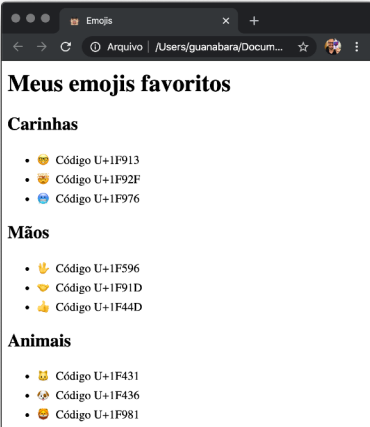 Emojis
Arquivo | /Users/guanabara/Docum...
Meus emojis favoritos
Carinhas
• 🤓 Código U+1F913
• 🤯 Código U+1F92F
• 🥶 Código U+1F976
Mãos
• 🖖 Código U+1F596
• 🤝 Código U+1F91D
• 👍 Código U+1F44D
Animais
• 🐱 Código U+1F431
• 🐶 Código U+1F436
• 🦁 Código U+1F981